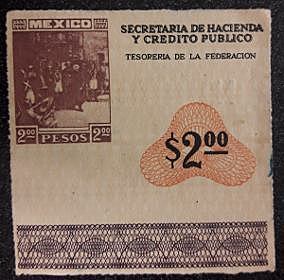 MEXICO
2.00 PESOS 2.00
SECRETARIA DE HACIENDA
Y CREDITO PUBLICO
TESORERIA DE LA FEDERACION
$2.00